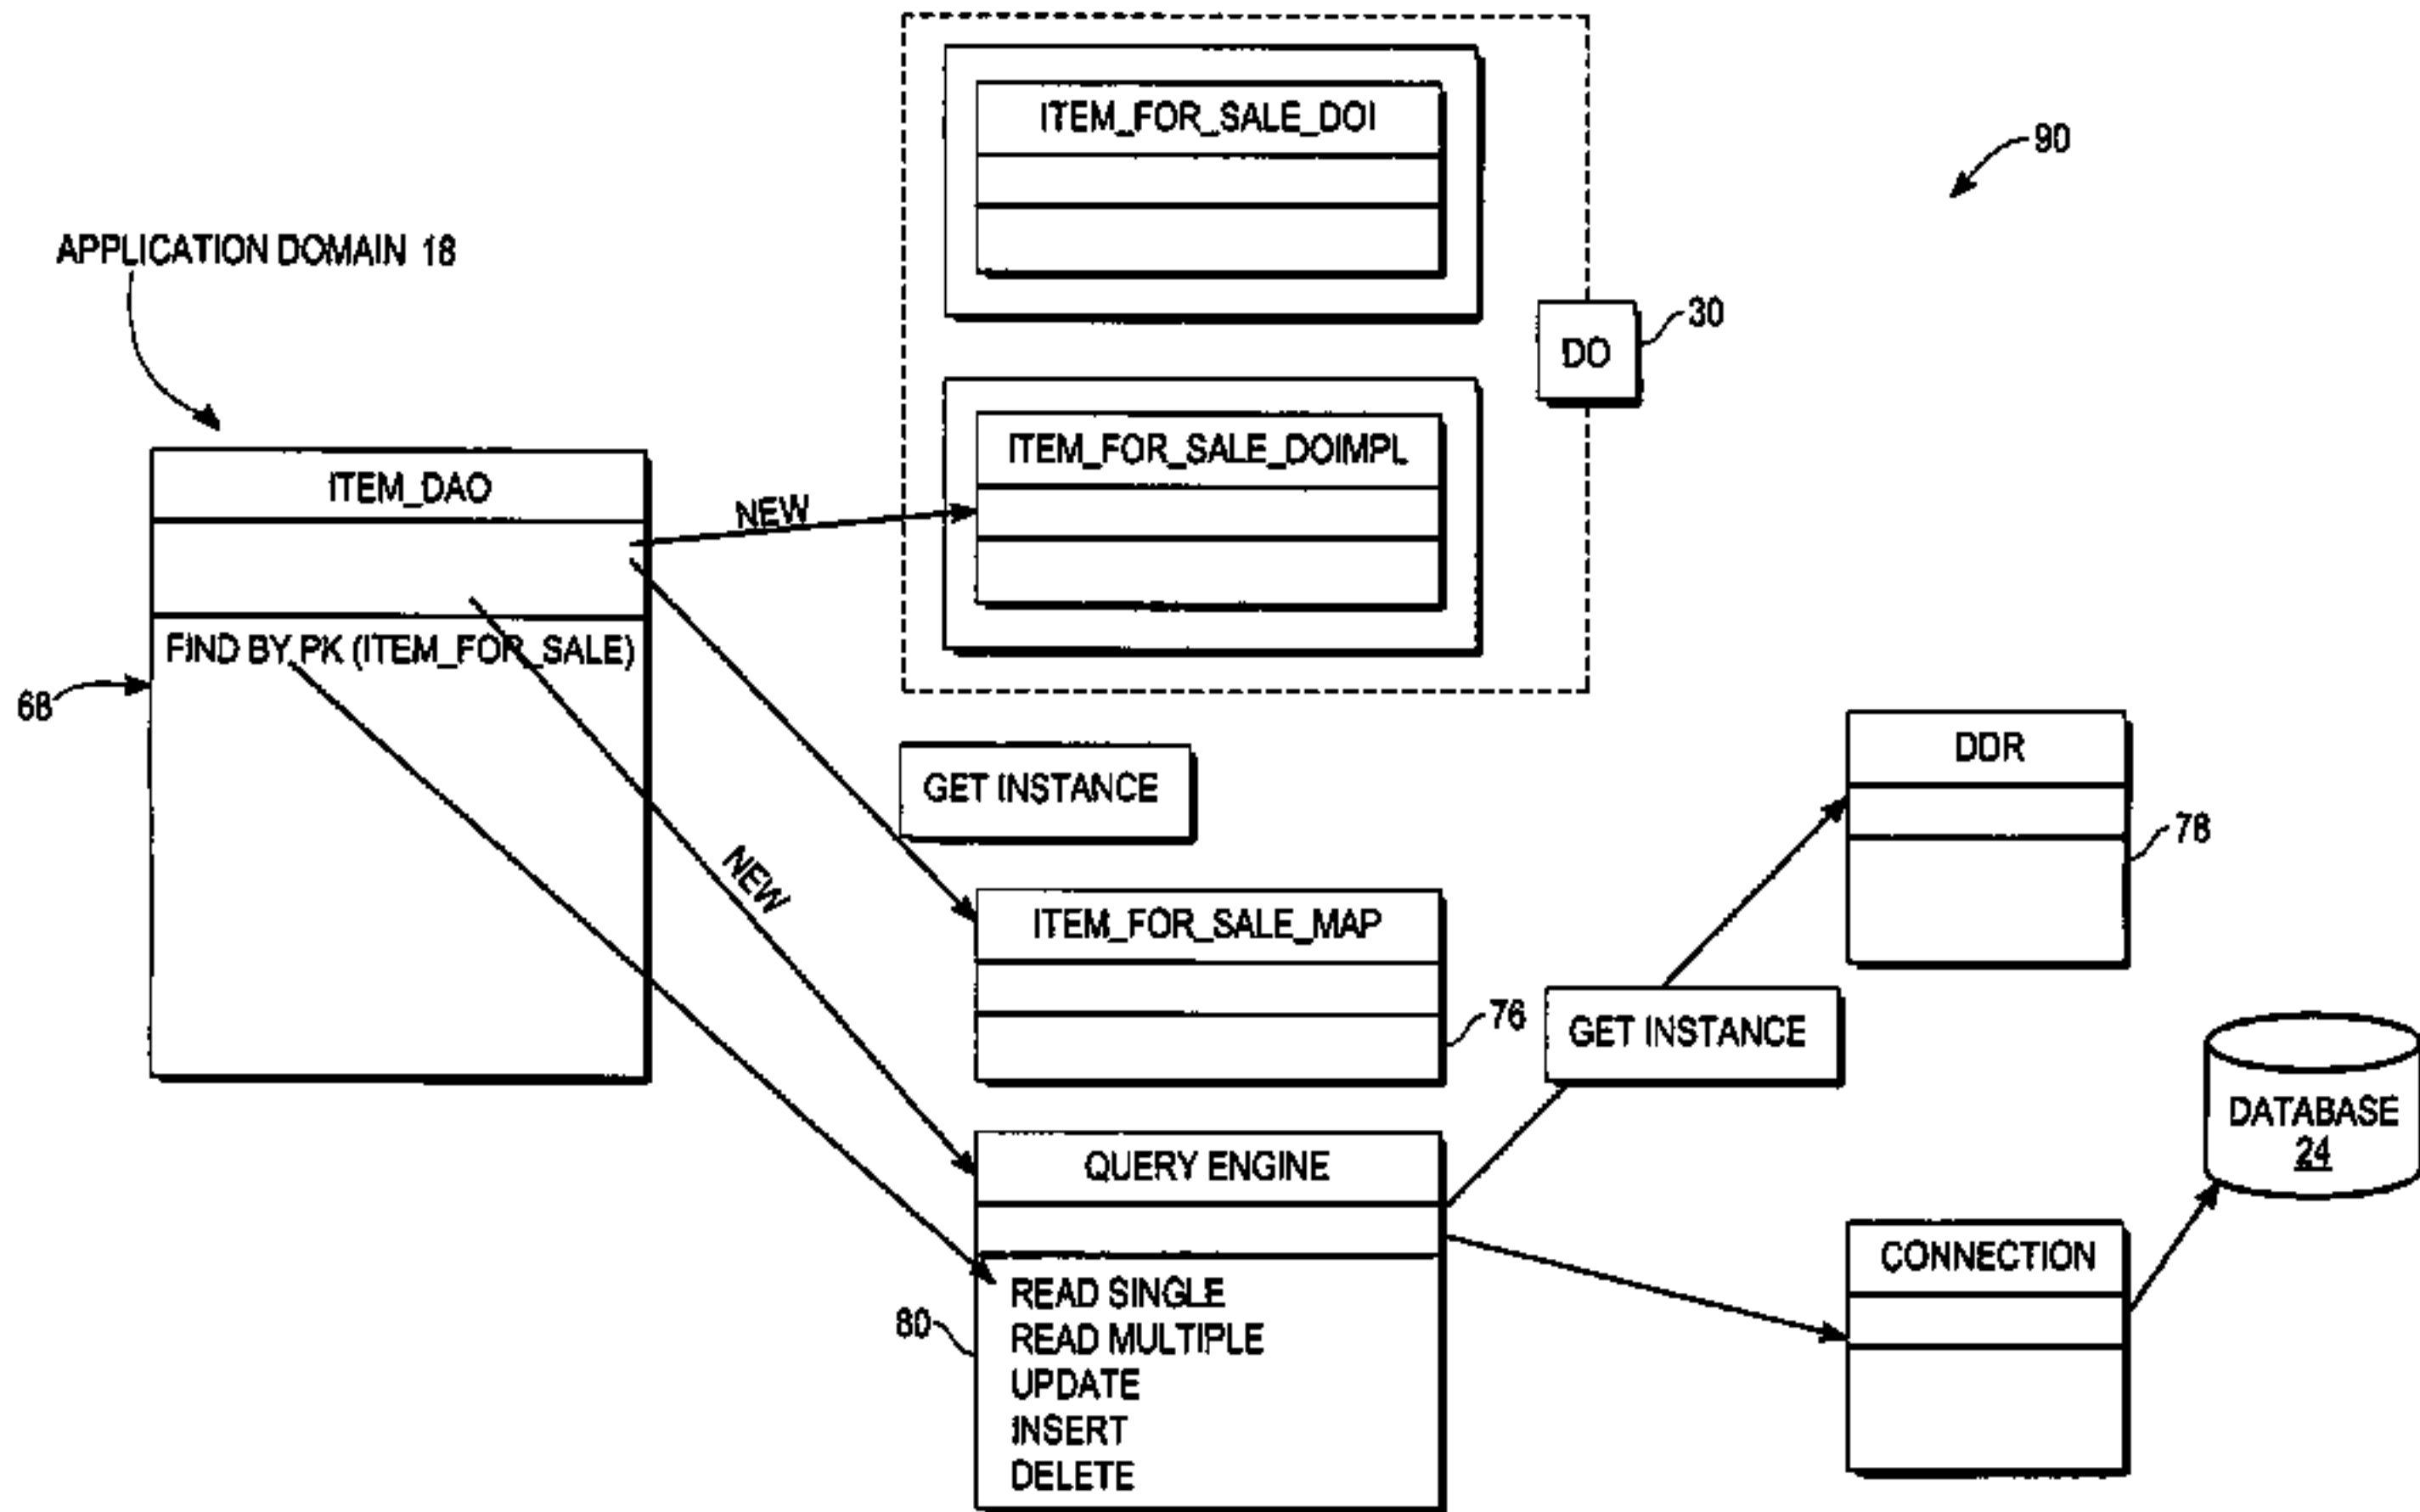 ITEM_FOR_SALE_DOI
90
APPLICATION DOMAIN 18
30
DO
ITEM_FOR_SALE_DOIMPL
ITEM_DAO
NEW
FIND BY PK (ITEM_FOR_SALE)
68
DDR
GET INSTANCE
78
NEW
ITEM_FOR_SALE_MAP
76
GET INSTANCE
DATABASE
24
QUERY ENGINE
CONNECTION
READ SINGLE
80
READ MULTIPLE
UPDATE
INSERT
DELETE